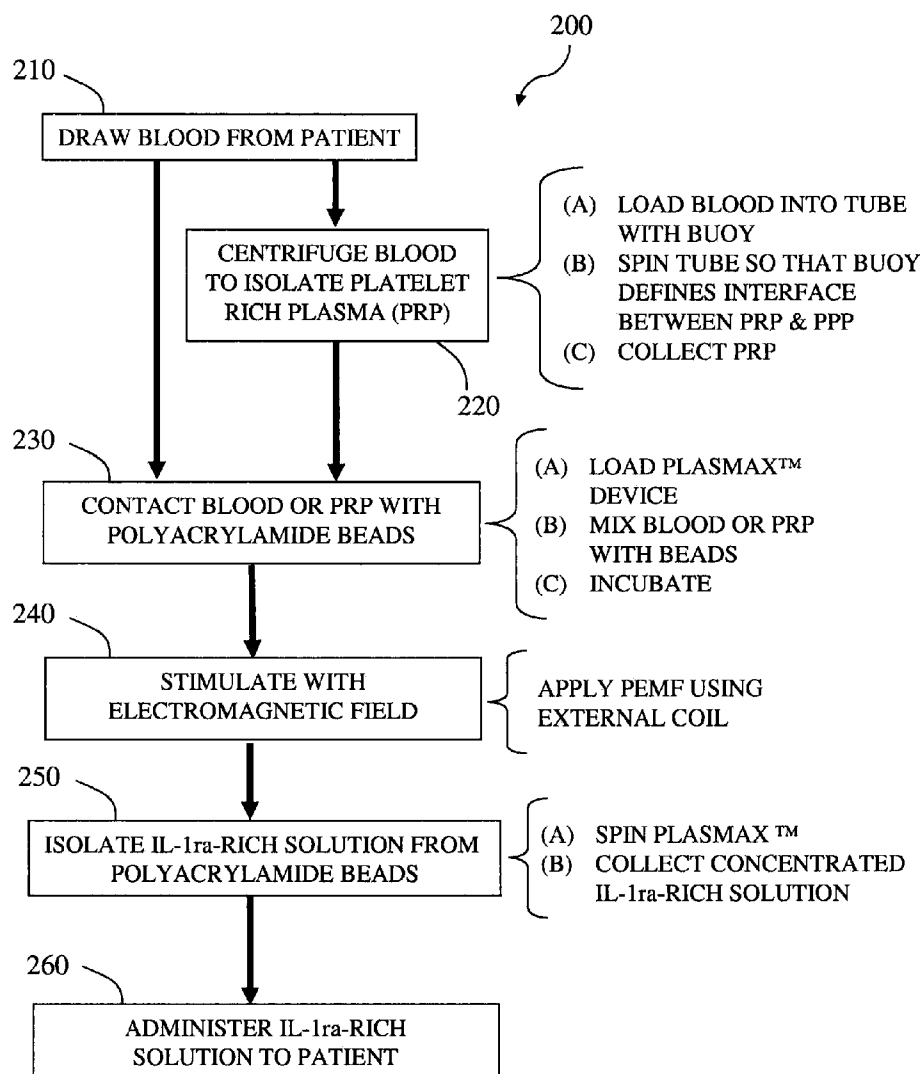 200
210
DRAW BLOOD FROM PATIENT
CENTRIFUGE BLOOD
TO ISOLATE PLATELET
RICH PLASMA (PRP)
220
(A) LOAD BLOOD INTO TUBE
WITH BUOY
(B) SPIN TUBE SO THAT BUOY
DEFINES INTERFACE
BETWEEN PRP & PPP
(C) COLLECT PRP
230
CONTACT BLOOD OR PRP WITH
POLYACRYLAMIDE BEADS
(A) LOAD PLASMAX™
DEVICE
(B) MIX BLOOD OR PRP
WITH BEADS
(C) INCUBATE
240
STIMULATE WITH
ELECTROMAGNETIC FIELD
APPLY PEMF USING
EXTERNAL COIL
250
ISOLATE IL-1ra-RICH SOLUTION FROM
POLYACRYLAMIDE BEADS
(A) SPIN PLASMAX ™
(B) COLLECT CONCENTRATED
IL-1ra-RICH SOLUTION
260
ADMINISTER IL-1ra-RICH
SOLUTION TO PATIENT